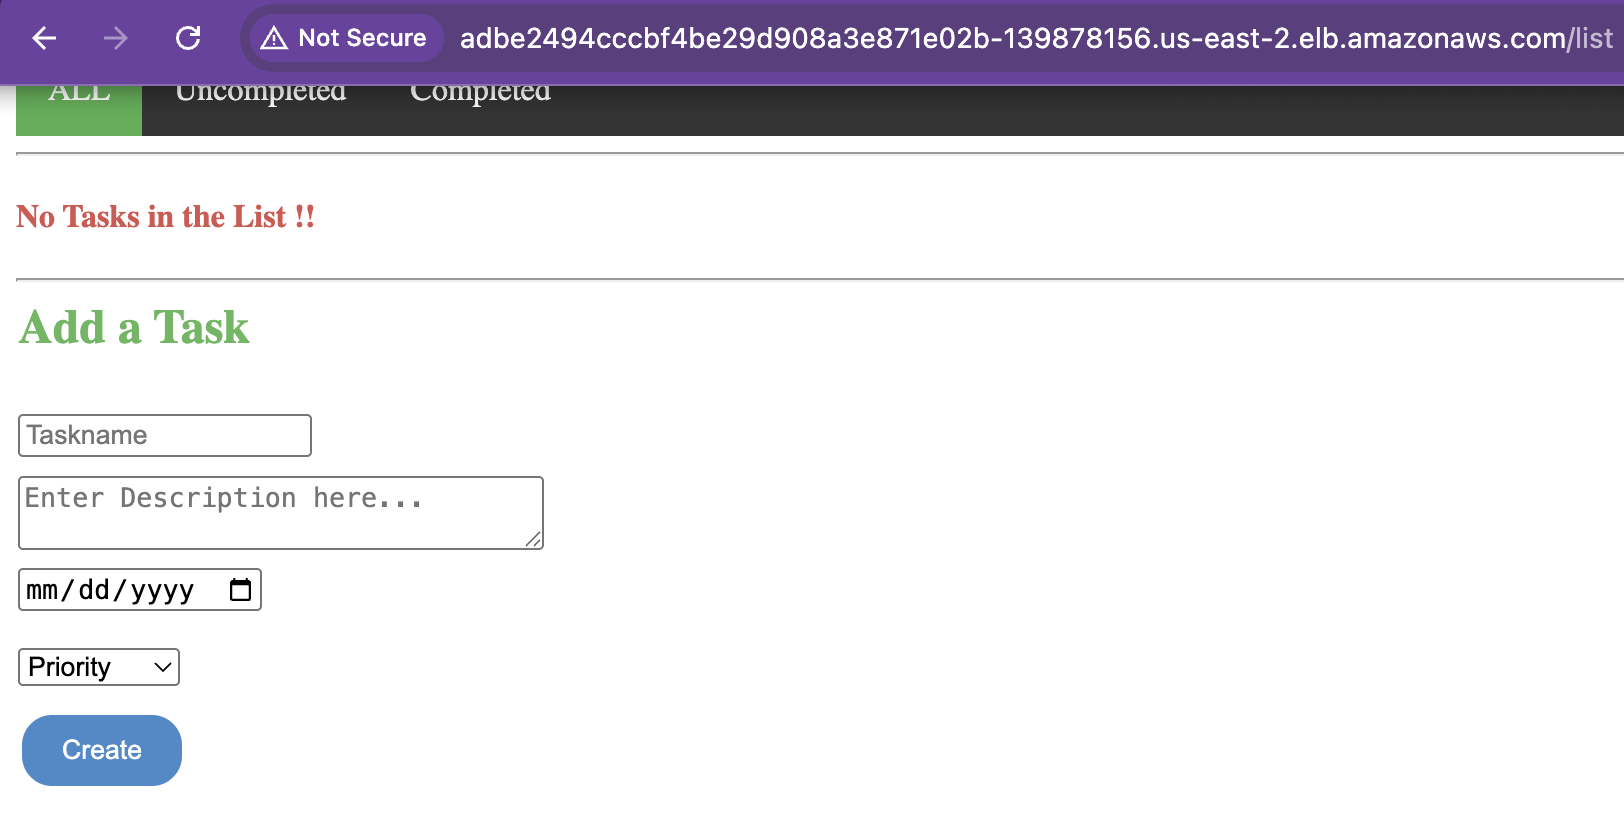 Not Secure adbe2494cccbf4be29d908a3e871e02b-139878156.us-east-2.elb.amazonaws.com/list
ALL Uncompleted Completed
No Tasks in the List !!
Add a Task
Taskname
Enter Description here...
mm/dd/yyyy
Priority
Create